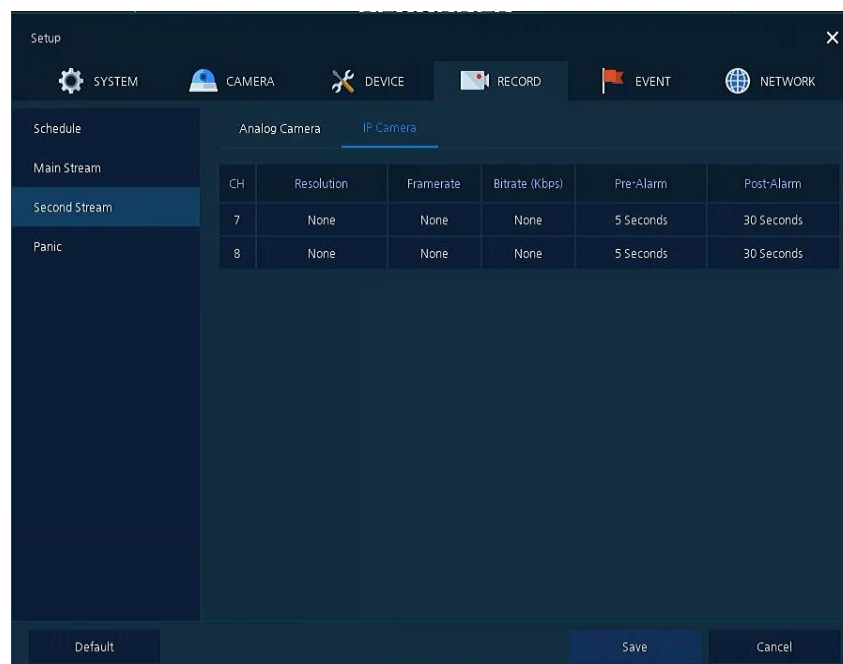 Setup
SYSTEM CAMERA DEVICE RECORD EVENT NETWORK
Schedule
Main Stream
Second Stream
Panic
Analog Camera IP Camera
CH Resolution Framerate Bitrate (Kbps) Pre-Alarm Post-Alarm
7 None None None 5 Seconds 30 Seconds
8 None None None 5 Seconds 30 Seconds
Default Save Cancel